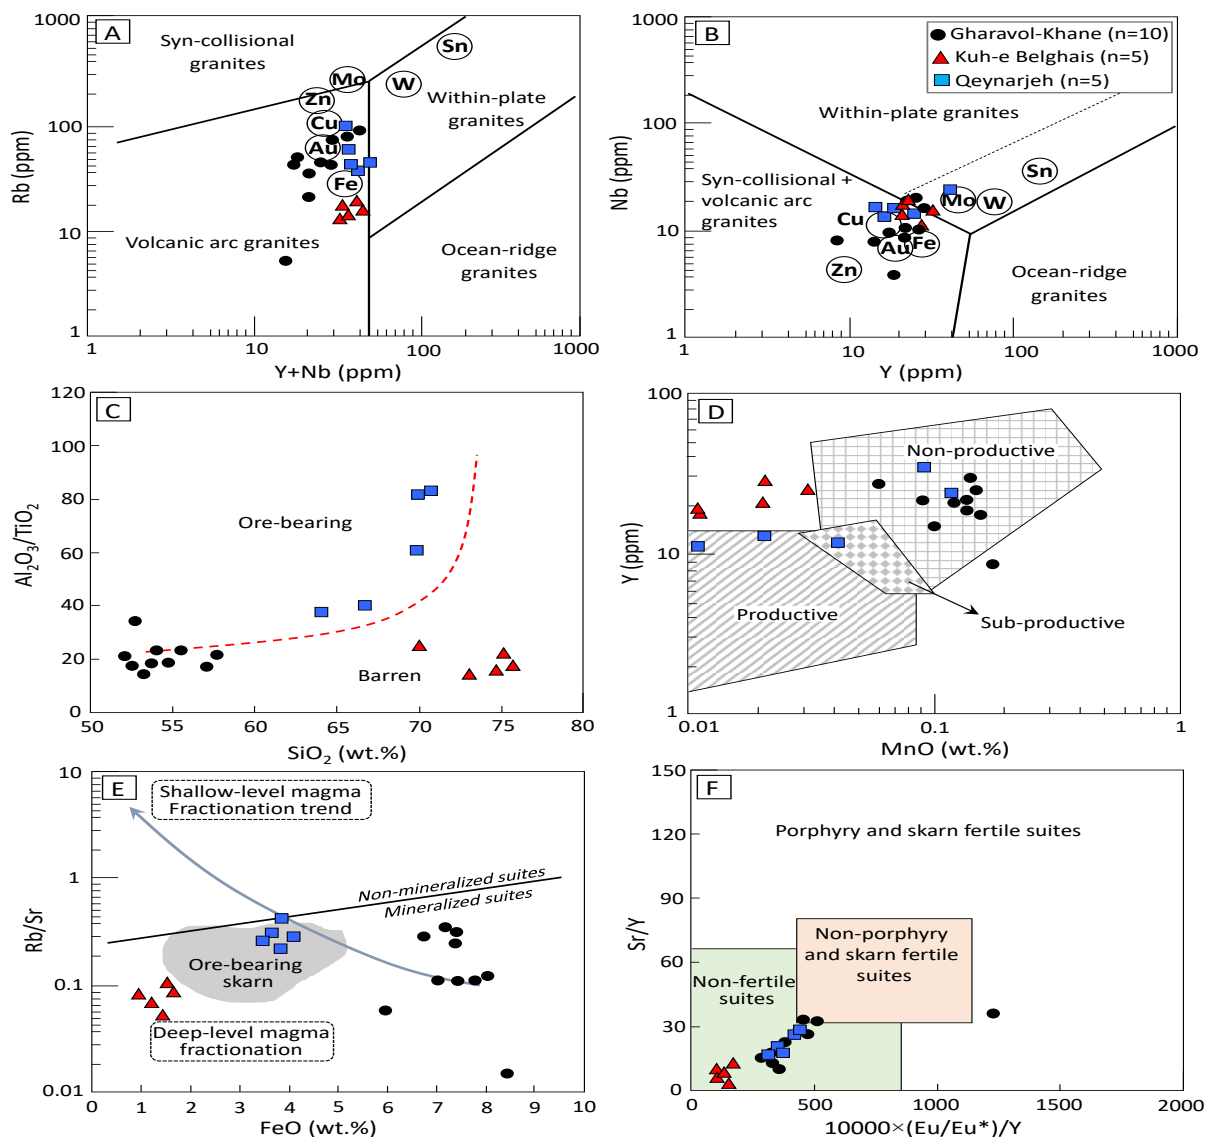 A
Syn-collisional
granites
Sn
Mo
W
Zn
Cu
Au
Fe
Within-plate
granites
Volcanic arc granites
Ocean-ridge
granites
1000
100
10
1
Rb (ppm)
1
10
100
1000
Y+Nb (ppm)
B
Gharavol-Khane (n=10)
Kuh-e Belghais (n=5)
Qeynarjeh (n=5)
Within-plate granites
Syn-collisional +
volcanic arc
granites
Sn
Mo
W
Cu
Au
Fe
Zn
Ocean-ridge
granites
1000
100
10
1
Nb (ppm)
1
10
100
1000
Y (ppm)
C
Ore-bearing
Barren
120
100
80
60
40
20
0
Al2O3/TiO2
50
55
60
65
70
75
80
SiO2 (wt.%)
D
Non-productive
Productive
Sub-productive
100
10
1
Y (ppm)
0.01
0.1
1
MnO (wt.%)
E
Shallow-level magma
Fractionation trend
Non-mineralized suites
Mineralized suites
Ore-bearing
skarn
Deep-level magma
fractionation
10
1
0.1
0.01
Rb/Sr
0
1
2
3
4
5
6
7
8
9
10
FeO (wt.%)
F
Porphyry and skarn fertile suites
Non-porphyry
and skarn fertile
suites
Non-fertile
suites
150
120
90
60
30
0
Sr/Y
0
500
1000
1500
2000
10000×(Eu/Eu*)/Y